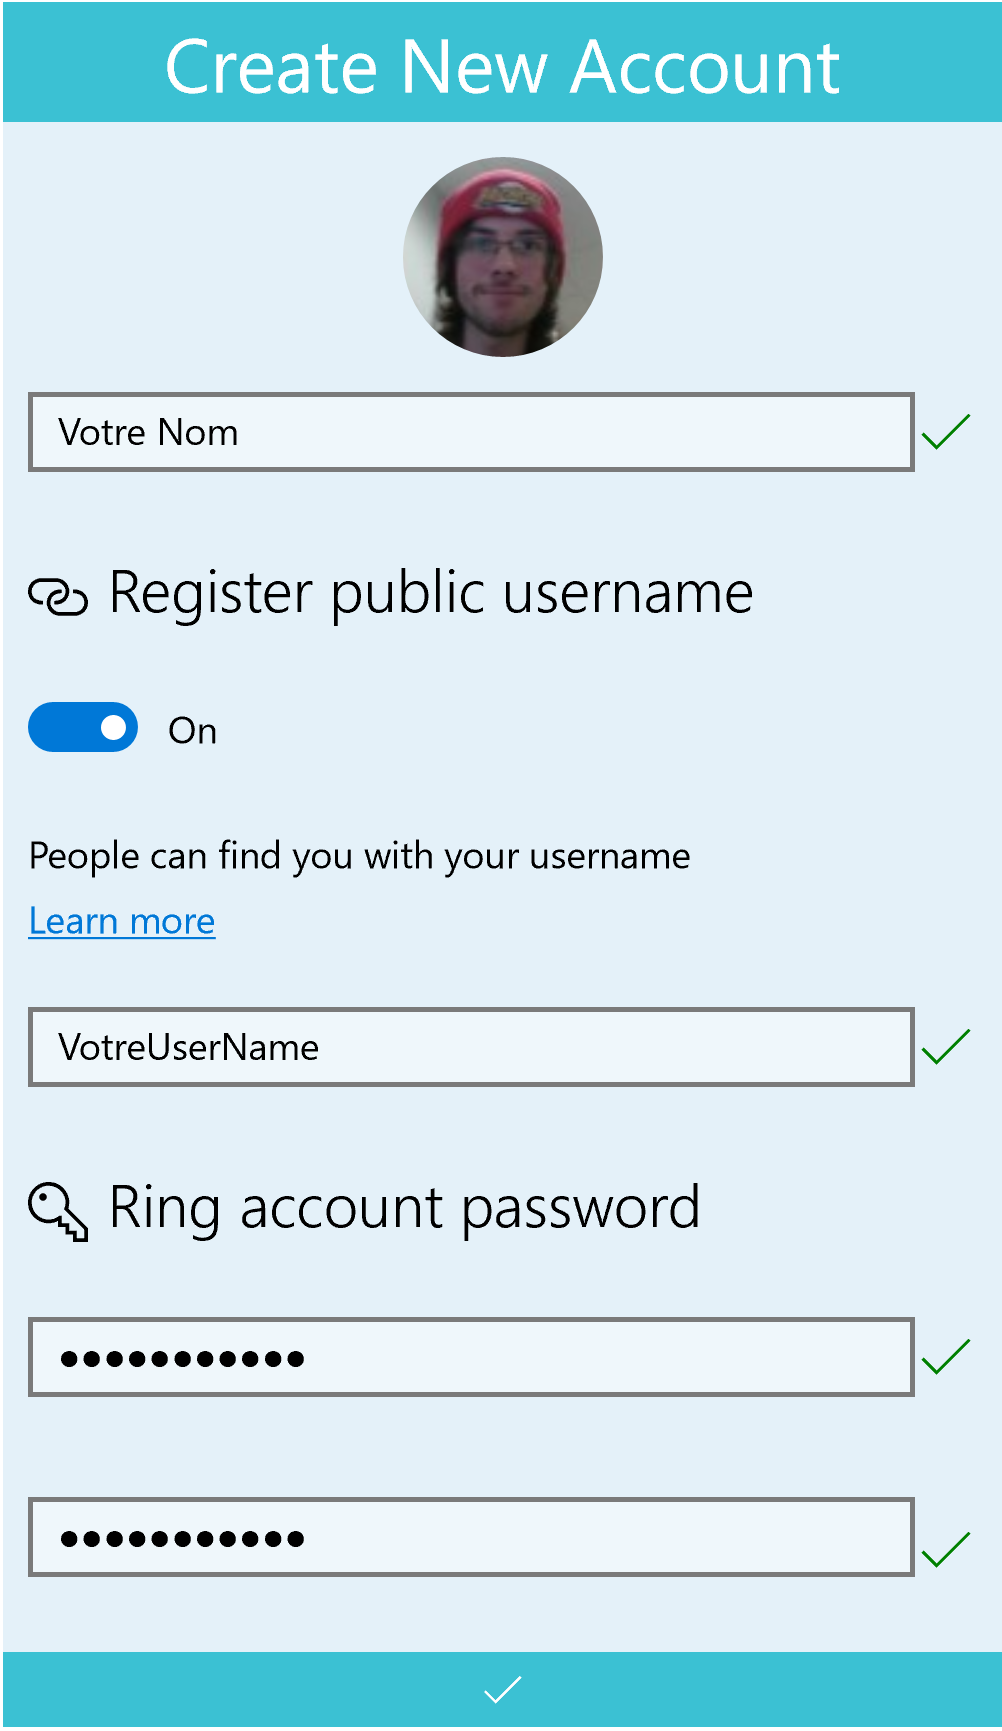 Create New Account
Votre Nom
Register public username
On
People can find you with your username
Learn more
VotreUserName
Ring account password
●●●●●●●●●●●
●●●●●●●●●●●